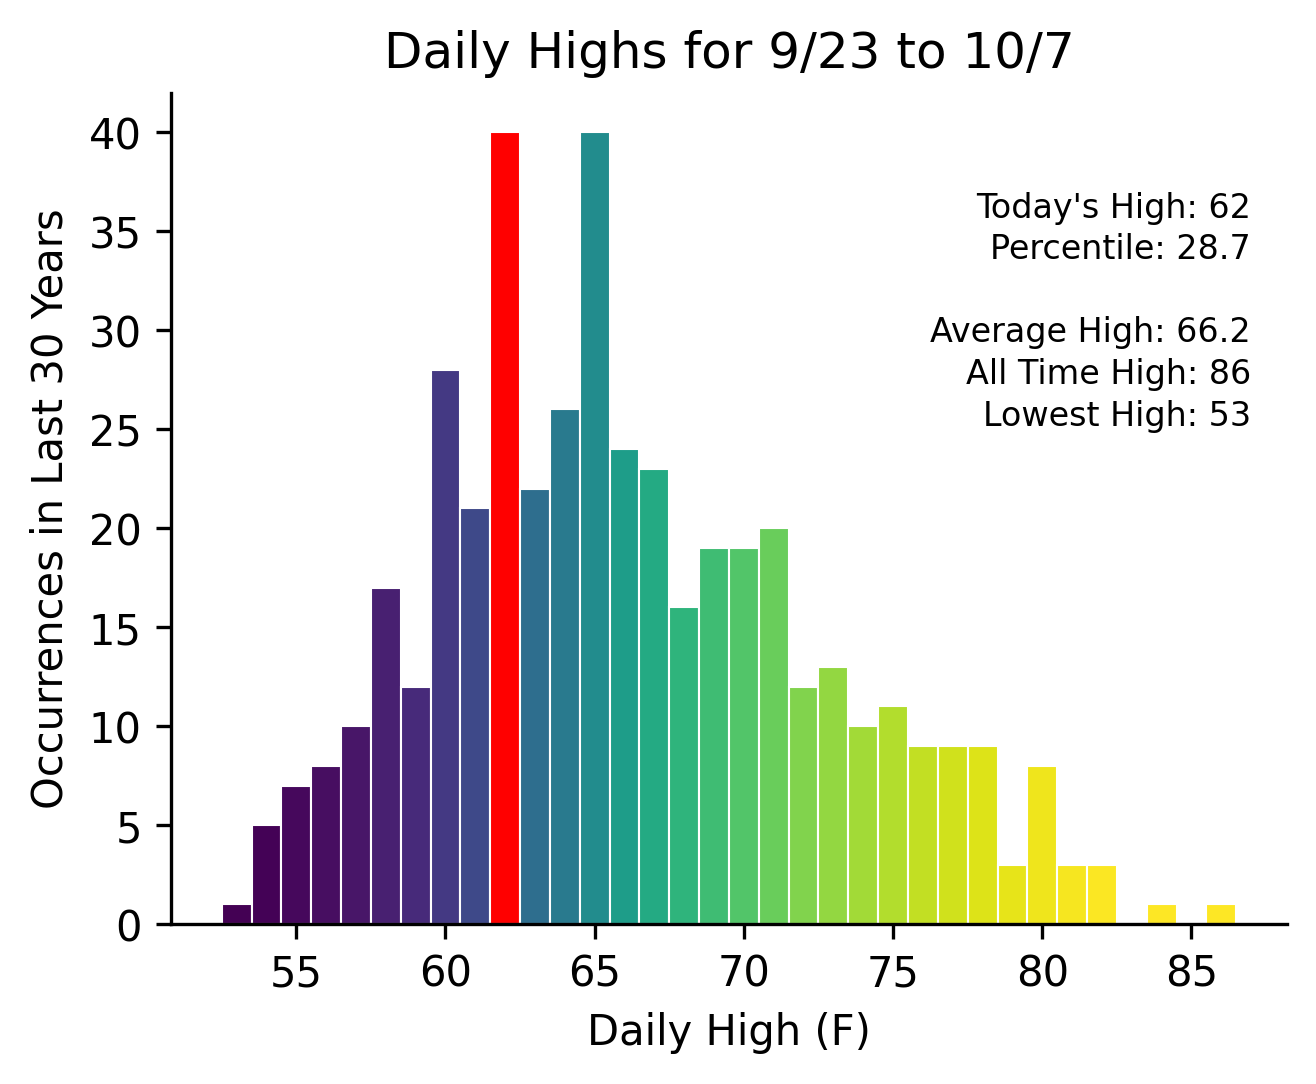 Daily Highs for 9/23 to 10/7
Occurrences in Last 30 Years
40
35
30
25
20
15
10
5
0
Today's High: 62
Percentile: 28.7
Average High: 66.2
All Time High: 86
Lowest High: 53
55 60 65 70 75 80 85
Daily High (F)